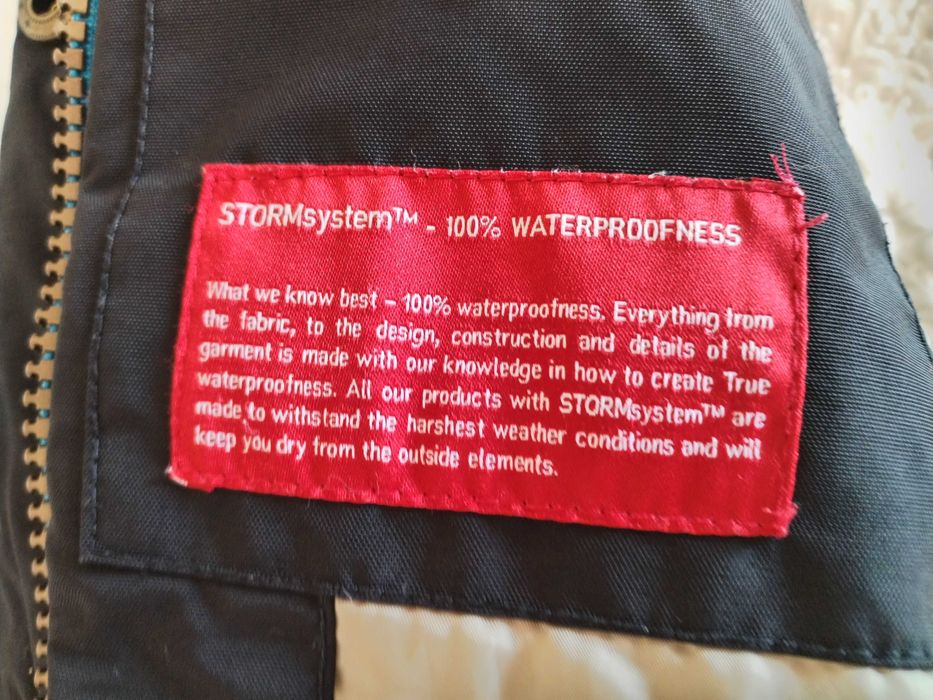 STORMsystem™ - 100% WATERPROOFNESS
What we know best - 100% waterproofness. Everything from
the fabric, to the design, construction and details of the
garment is made with our knowledge in how to create True
waterproofness. All our products with STORMsystem™ are
made to withstand the harshest weather conditions and will
keep you dry from the outside elements.